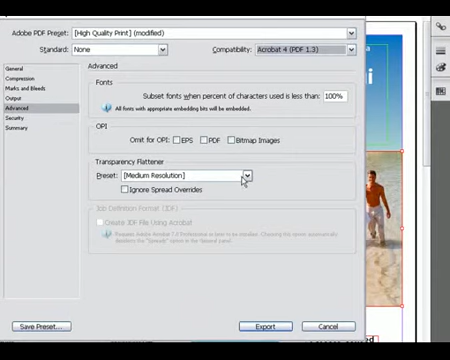 Adobe PDF Preset: [High Quality Print] (modified)
Standard: None Compatibility: Acrobat 4 (PDF 1.3)
General
Compression
Marks and Bleeds
Output
Advanced
Security
Summary
Advanced
Fonts
Subset fonts when percent of characters used is less than: 100%
All fonts with appropriate embedding bits will be embedded.
OPI
Omit for OPI: EPS PDF Bitmap Images
Transparency Flattener
Preset: [Medium Resolution]
Ignore Spread Overrides
Job Definition Format (JDF)
Create JDF File Using Acrobat
Save Preset... Export Cancel